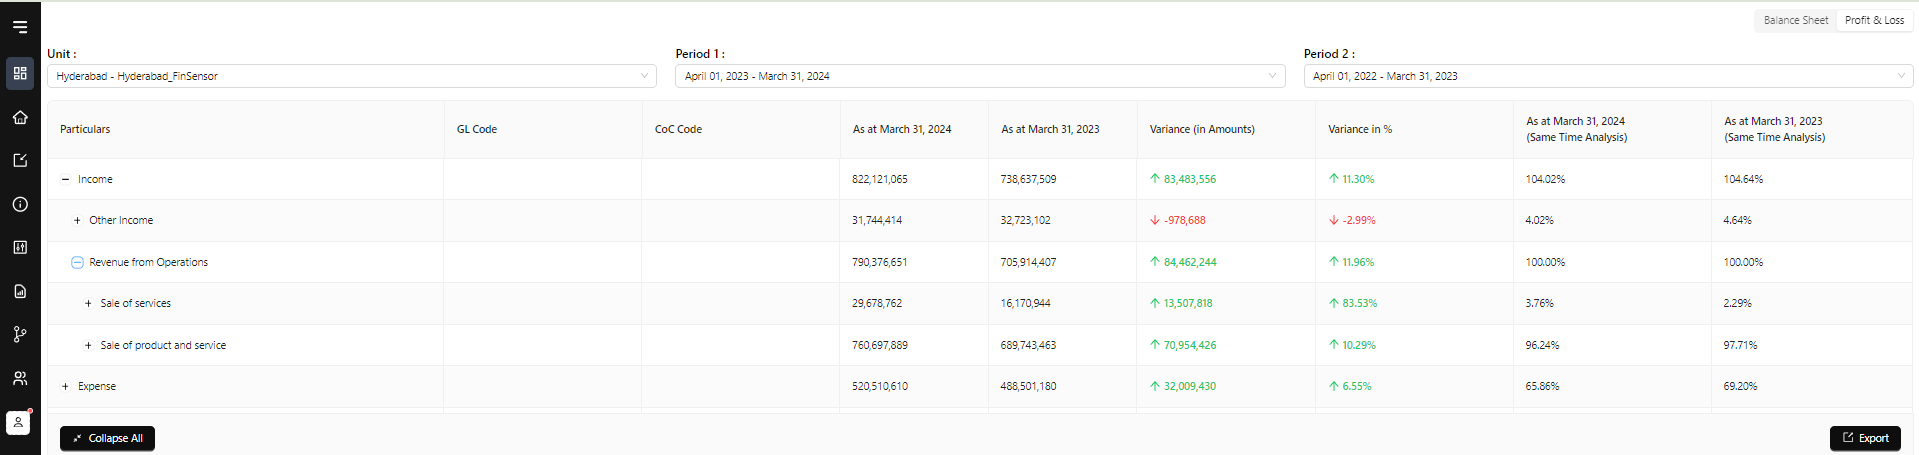 Balance Sheet Profit & Loss
Unit : Period 1 : Period 2 :
Hyderabad - Hyderabad_FinSensor April 01, 2023 - March 31, 2024 April 01, 2022 - March 31, 2023
Particulars GL Code CoC Code As at March 31, 2024 As at March 31, 2023 Variance (in Amounts) Variance in % As at March 31, 2024 (Same Time Analysis) As at March 31, 2023 (Same Time Analysis)
− Income 822,121,065 738,637,509 ↑ 83,483,556 ↑ 11.30% 104.02% 104.64%
+ Other Income 31,744,414 32,723,102 ↓ -978,688 ↓ -2.99% 4.02% 4.64%
− Revenue from Operations 790,376,651 705,914,407 ↑ 84,462,244 ↑ 11.96% 100.00% 100.00%
+ Sale of services 29,678,762 16,170,944 ↑ 13,507,818 ↑ 83.53% 3.76% 2.29%
+ Sale of product and service 760,697,889 689,743,463 ↑ 70,954,426 ↑ 10.29% 96.24% 97.71%
+ Expense 520,510,610 488,501,180 ↑ 32,009,430 ↑ 6.55% 65.86% 69.20%
Collapse All Export